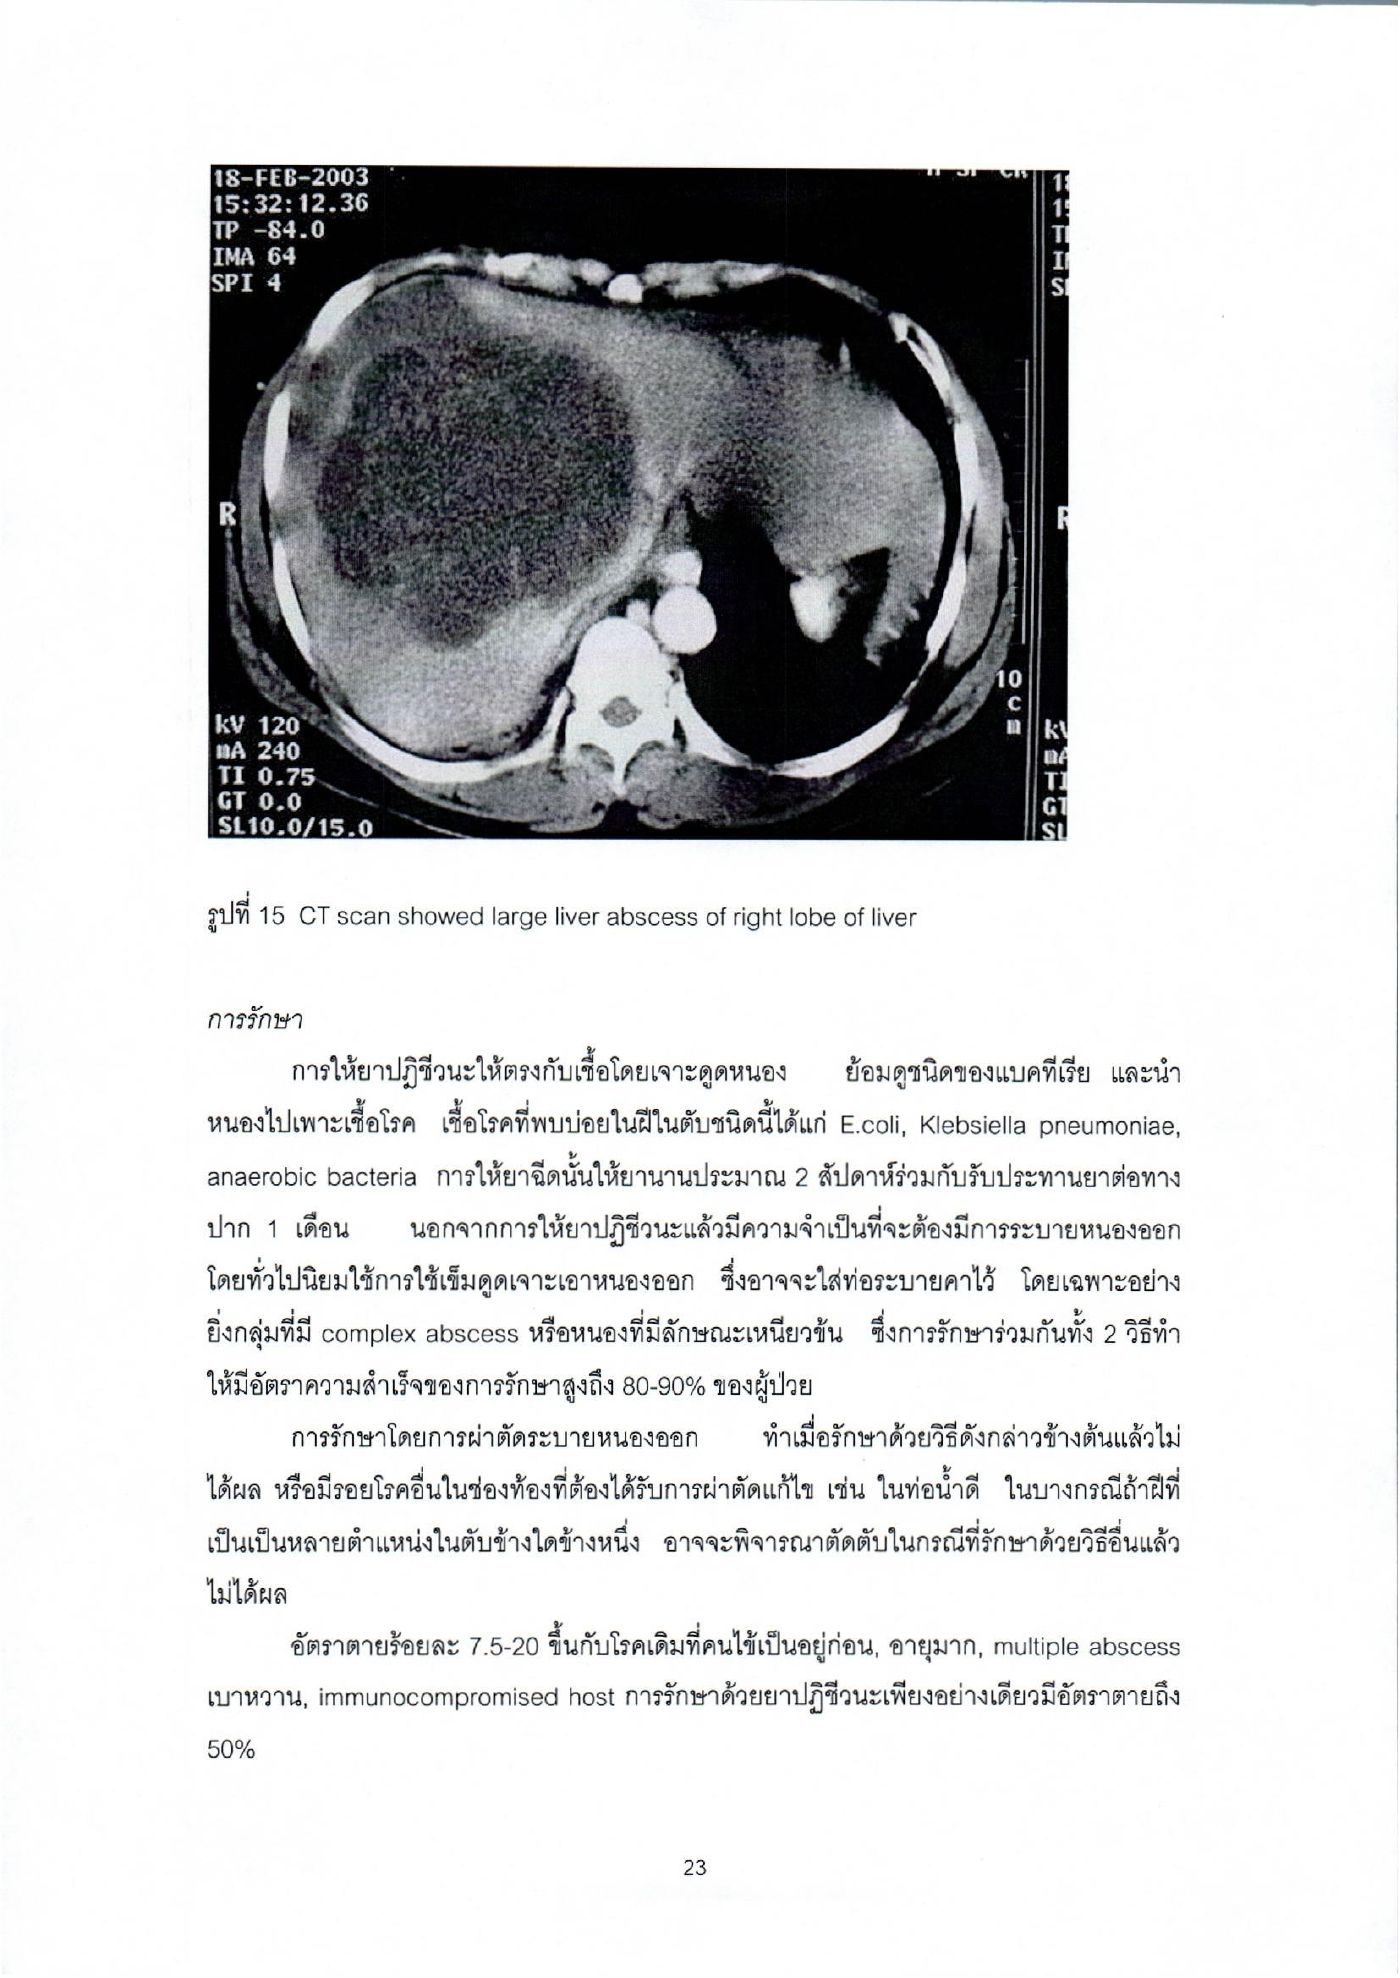 18-FEB-2003
15:32:12.36
TP -84.0
IMA 64
SPI 4
R
10
c
m
kV 120
mA 240
TI 0.75
GT 0.0
SL10.0/15.0
รูปที่ 15 CT scan showed large liver abscess of right lobe of liver
การรักษา
การให้ยาปฏิชีวนะให้ตรงกับเชื้อโดยเจาะดูดหนอง ย้อมดูชนิดของแบคทีเรีย และนำ
หนองไปเพาะเชื้อโรค เชื้อโรคที่พบบ่อยในฝีในตับชนิดนี้ได้แก่ E.coli, Klebsiella pneumoniae,
anaerobic bacteria การให้ยาฉีดนั้นให้ยานานประมาณ 2 สัปดาห์ร่วมกับรับประทานยาต่อทาง
ปาก 1 เดือน นอกจากการให้ยาปฏิชีวนะแล้วมีความจำเป็นที่จะต้องมีการระบายหนองออก
โดยทั่วไปนิยมใช้การใช้เข็มดูดเจาะเอาหนองออก ซึ่งอาจจะใส่ท่อระบายคาไว้ โดยเฉพาะอย่าง
ยิ่งกลุ่มที่มี complex abscess หรือหนองที่มีลักษณะเหนียวข้น ซึ่งการรักษาร่วมกันทั้ง 2 วิธีทำ
ให้มีอัตราความสำเร็จของการรักษาสูงถึง 80-90% ของผู้ป่วย
การรักษาโดยการผ่าตัดระบายหนองออก ทำเมื่อรักษาด้วยวิธีดังกล่าวข้างต้นแล้วไม่
ได้ผล หรือมีรอยโรคอื่นในช่องท้องที่ต้องได้รับการผ่าตัดแก้ไข เช่น ในท่อน้ำดี ในบางกรณีถ้าฝีที่
เป็นเป็นหลายตำแหน่งในตับข้างใดข้างหนึ่ง อาจจะพิจารณาตัดตับในกรณีที่รักษาด้วยวิธีอื่นแล้ว
ไม่ได้ผล
อัตราตายร้อยละ 7.5-20 ขึ้นกับโรคเดิมที่คนไข้เป็นอยู่ก่อน, อายุมาก, multiple abscess
เบาหวาน, immunocompromised host การรักษาด้วยยาปฏิชีวนะเพียงอย่างเดียวมีอัตราตายถึง
50%
23